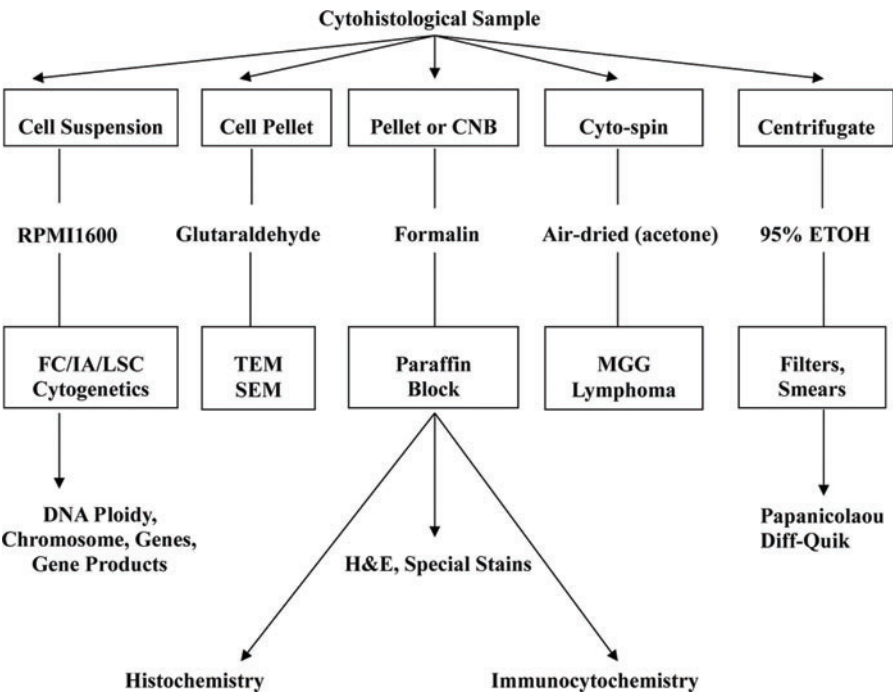 Cytohistological Sample
Cell Suspension
Cell Pellet
Pellet or CNB
Cyto-spin
Centrifugate
RPMI1600
Glutaraldehyde
Formalin
Air-dried (acetone)
95% ETOH
FC/IA/LSC
Cytogenetics
TEM
SEM
Paraffin
Block
MGG
Lymphoma
Filters,
Smears
DNA Ploidy,
Chromosome, Genes,
Gene Products
H&E, Special Stains
Papanicolaou
Diff-Quik
Histochemistry
Immunocytochemistry